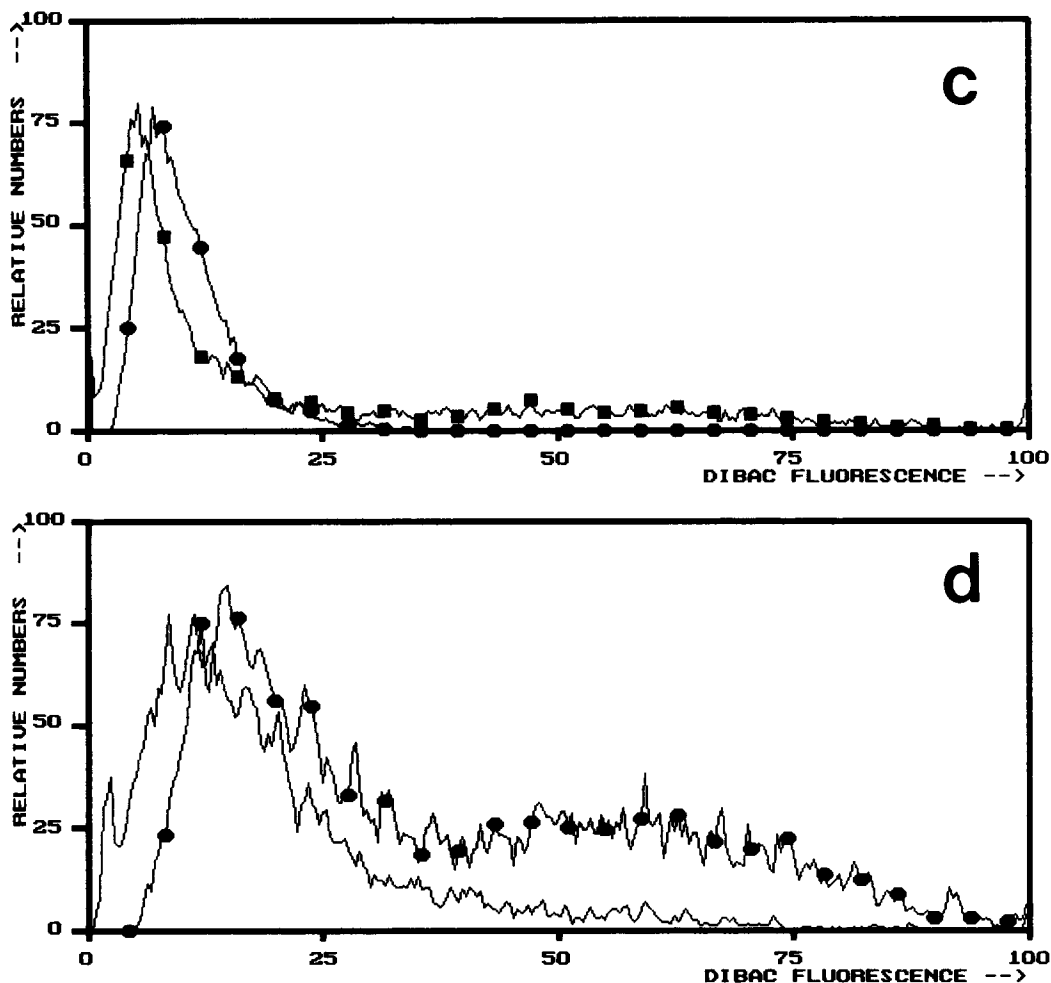 100
75
50
25
0
RELATIVE NUMBERS -->
c
0 25 50 75 100
DIBAC FLUORESCENCE -->
100
75
50
25
0
RELATIVE NUMBERS -->
d
0 25 50 75 100
DIBAC FLUORESCENCE -->